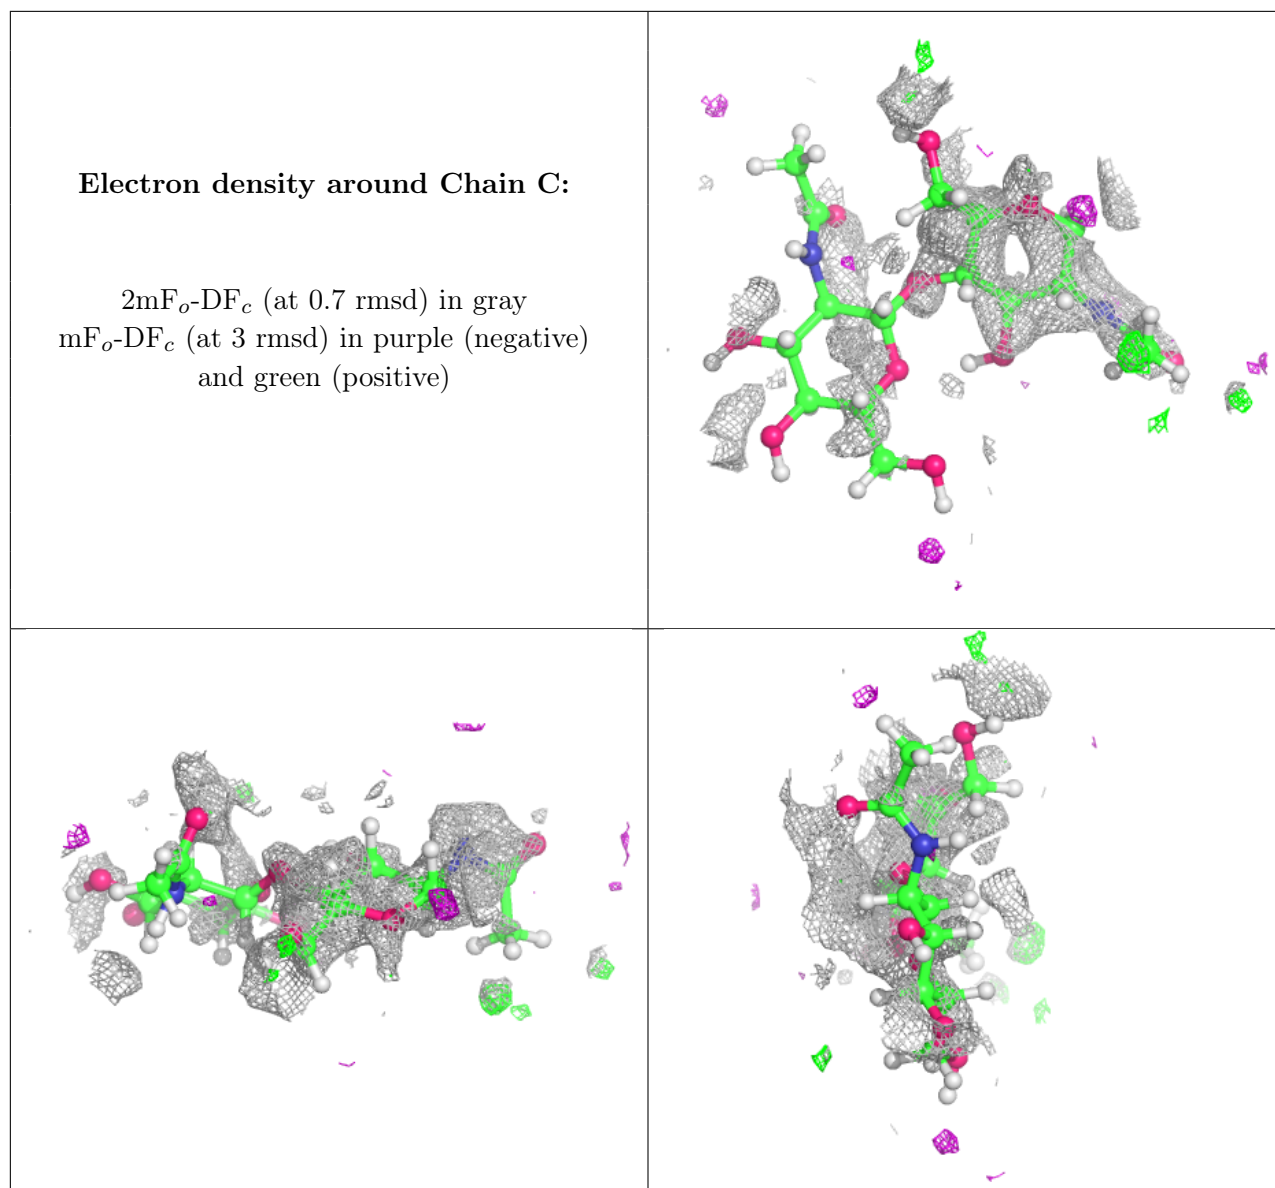 Electron density around Chain C:
2mFₒ-DF𝒸 (at 0.7 rmsd) in gray
mFₒ-DF𝒸 (at 3 rmsd) in purple (negative)
and green (positive)